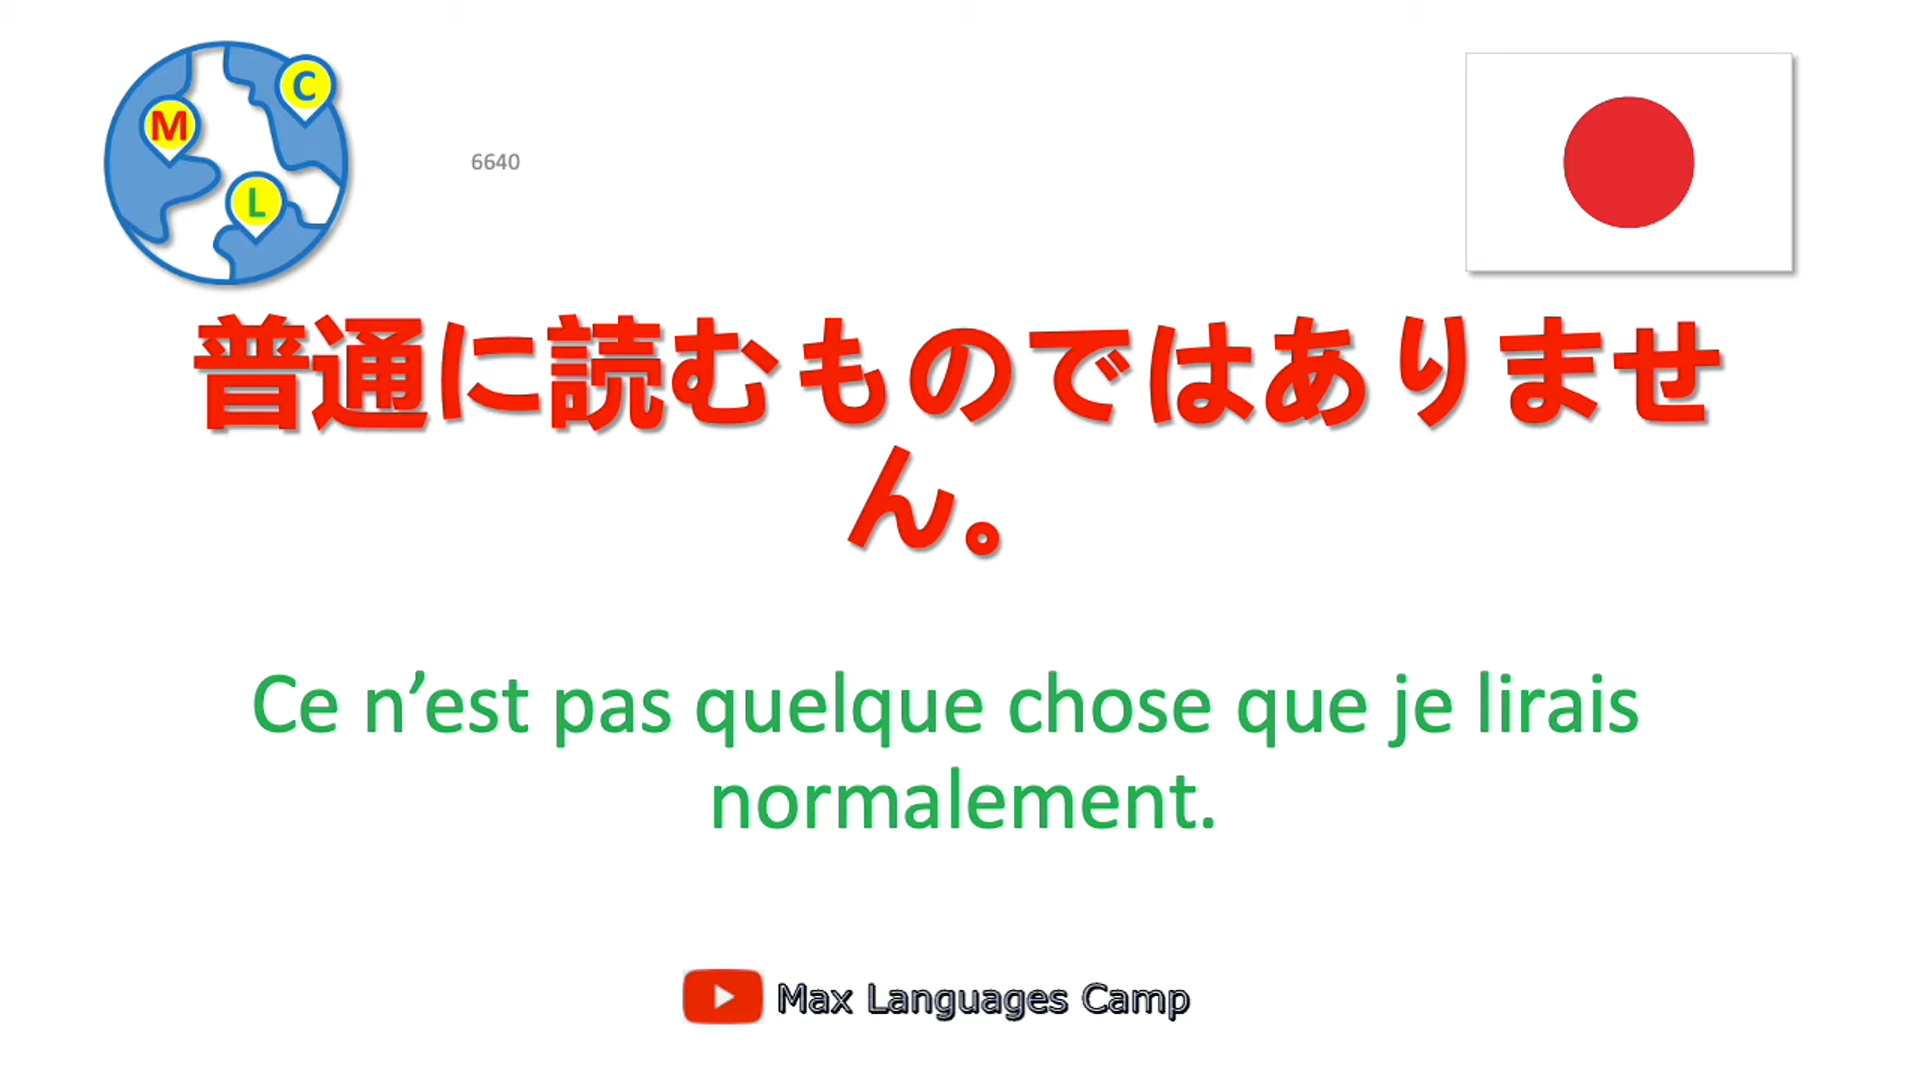 C
M
L
6640
普通に読むものではありませ
ん。
Ce n’est pas quelque chose que je lirais
normalement.
Max Languages Camp